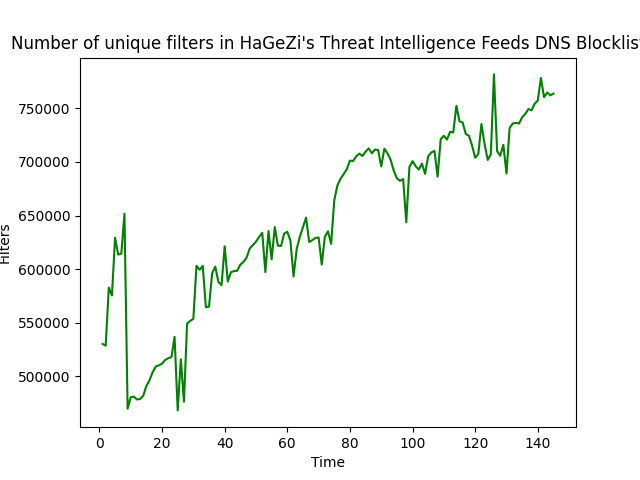 Number of unique filters in HaGeZi's Threat Intelligence Feeds DNS Blocklis
750000
700000
650000
600000
550000
500000
Filters
0 20 40 60 80 100 120 140
Time